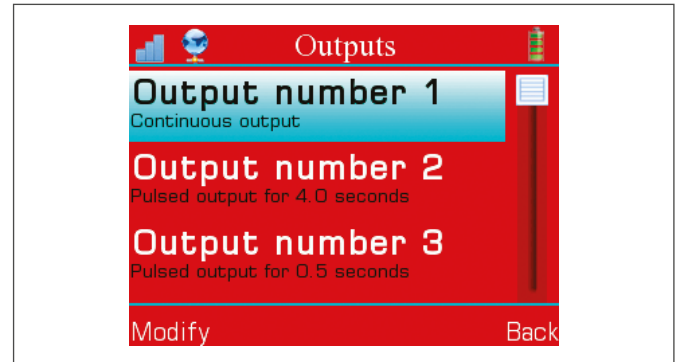 Outputs
Output number 1
Continuous output
Output number 2
Pulsed output for 4.0 seconds
Output number 3
Pulsed output for 0.5 seconds
Modify
Back